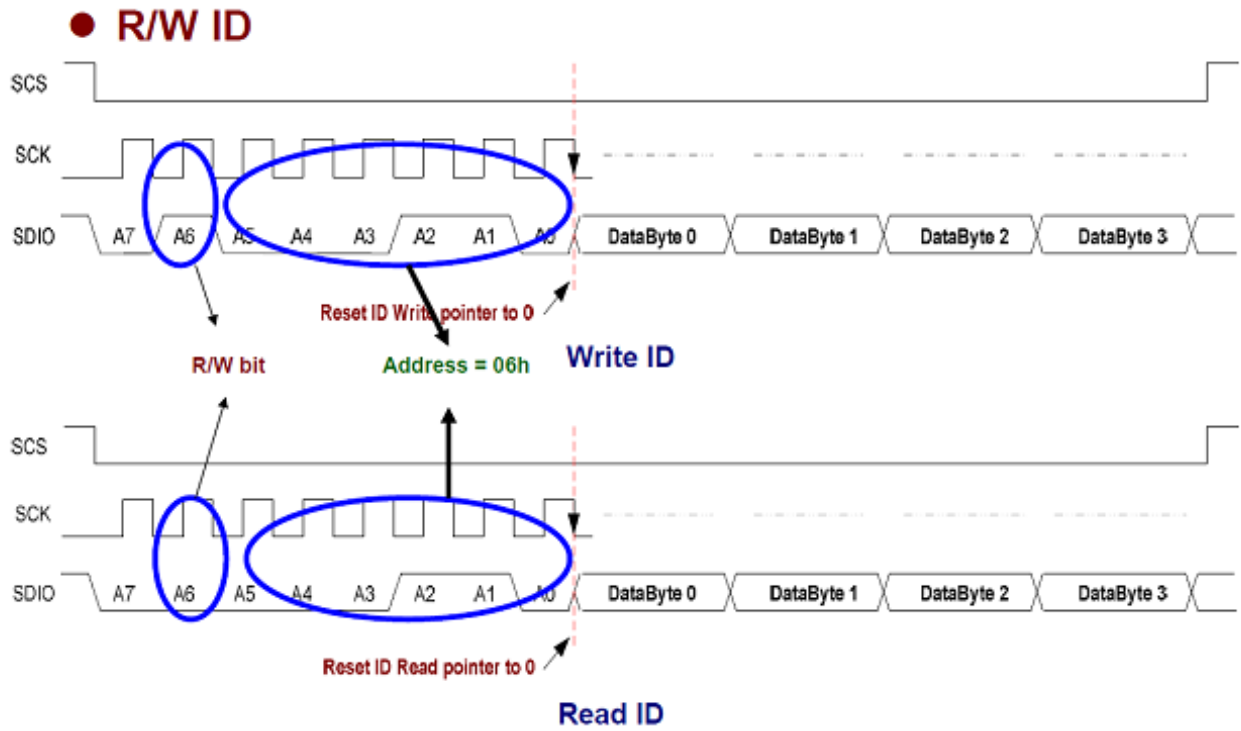 ● R/W ID
SCS
SCK
SDIO A7 A6 A5 A4 A3 A2 A1 A0 DataByte 0 DataByte 1 DataByte 2 DataByte 3
Reset ID Write pointer to 0
R/W bit Address = 06h Write ID
SCS
SCK
SDIO A7 A6 A5 A4 A3 A2 A1 A0 DataByte 0 DataByte 1 DataByte 2 DataByte 3
Reset ID Read pointer to 0
Read ID